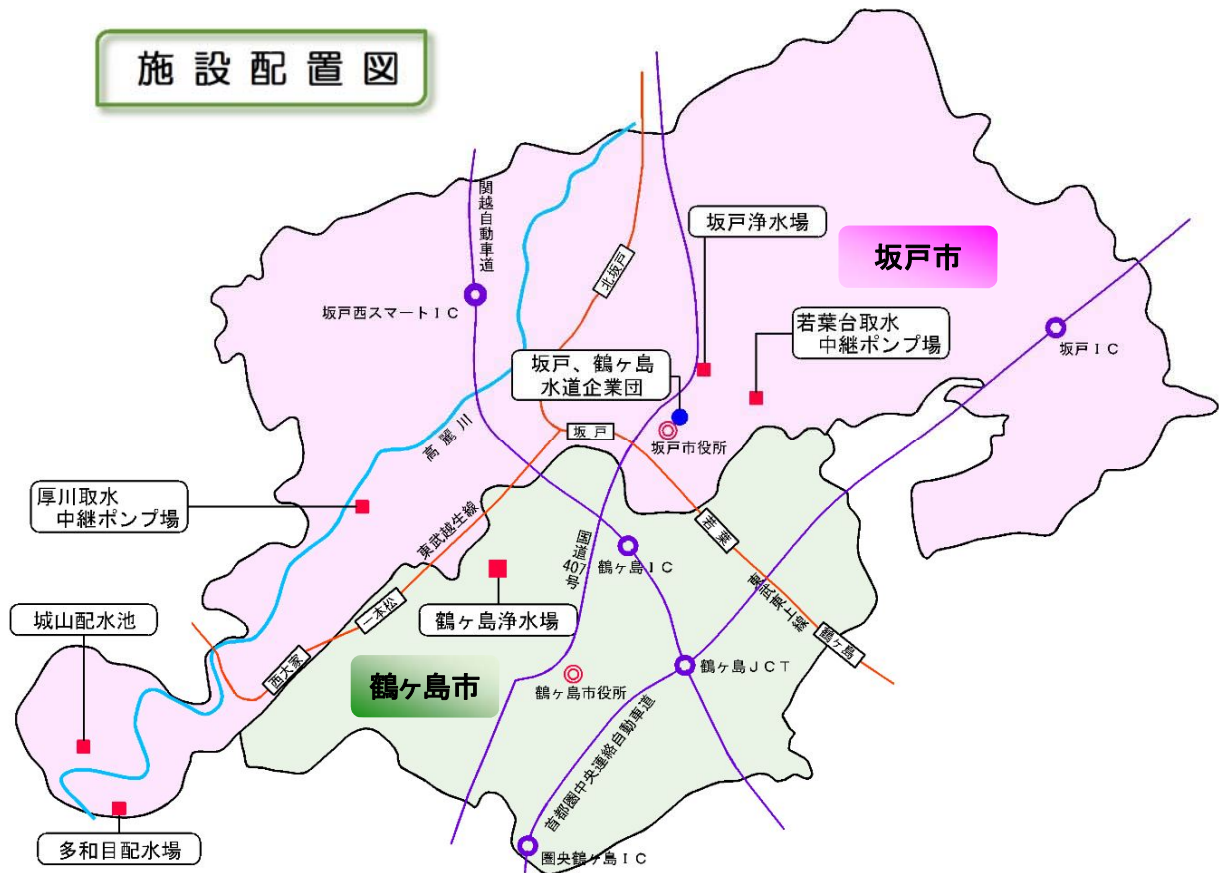 施設配置図
関越自動車道
坂戸浄水場
坂戸市
北坂戸
坂戸西スマートＩＣ
若葉台取水
中継ポンプ場
坂戸ＩＣ
坂戸、鶴ヶ島
水道企業団
坂戸
坂戸市役所
高麗川
厚川取水
中継ポンプ場
東武越生線
国道407号
若葉
鶴ヶ島ＩＣ
東武東上線
鶴ヶ島
城山配水池
一本松
鶴ヶ島浄水場
西大家
鶴ヶ島市
鶴ヶ島市役所
鶴ヶ島ＪＣＴ
首都圏中央連絡自動車道
多和目配水場
圏央鶴ヶ島ＩＣ